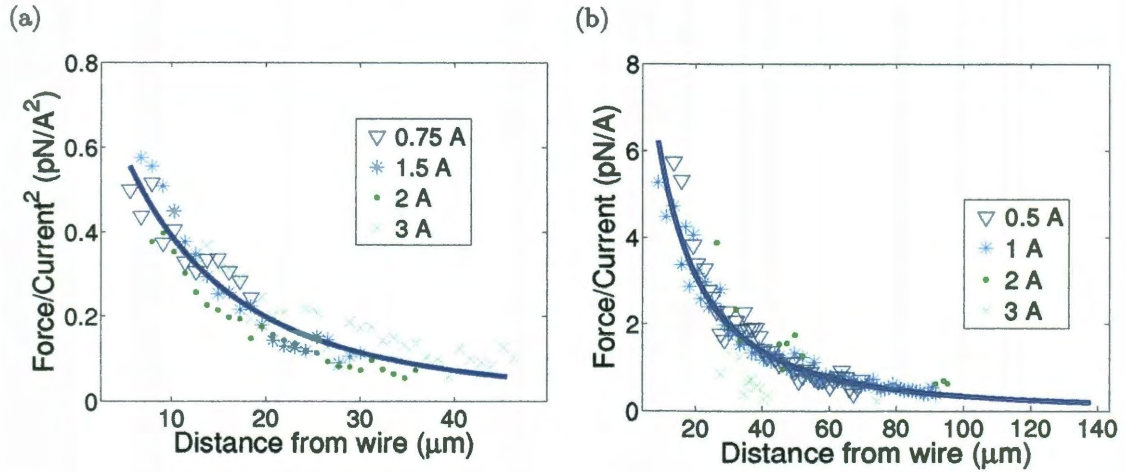 (a)
Force/Current² (pN/A²)
0.8
0.6
0.4
0.2
0
10
20
30
40
Distance from wire (μm)
0.75 A
1.5 A
2 A
3 A
(b)
Force/Current (pN/A)
8
6
4
2
0
20
40
60
80
100
120
140
Distance from wire (μm)
0.5 A
1 A
2 A
3 A